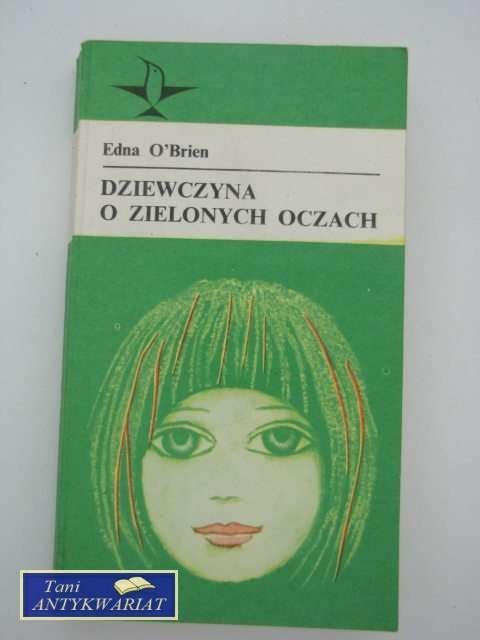 Edna O'Brien
DZIEWCZYNA
O ZIELONYCH OCZACH
Tani
ANTYKWARIAT